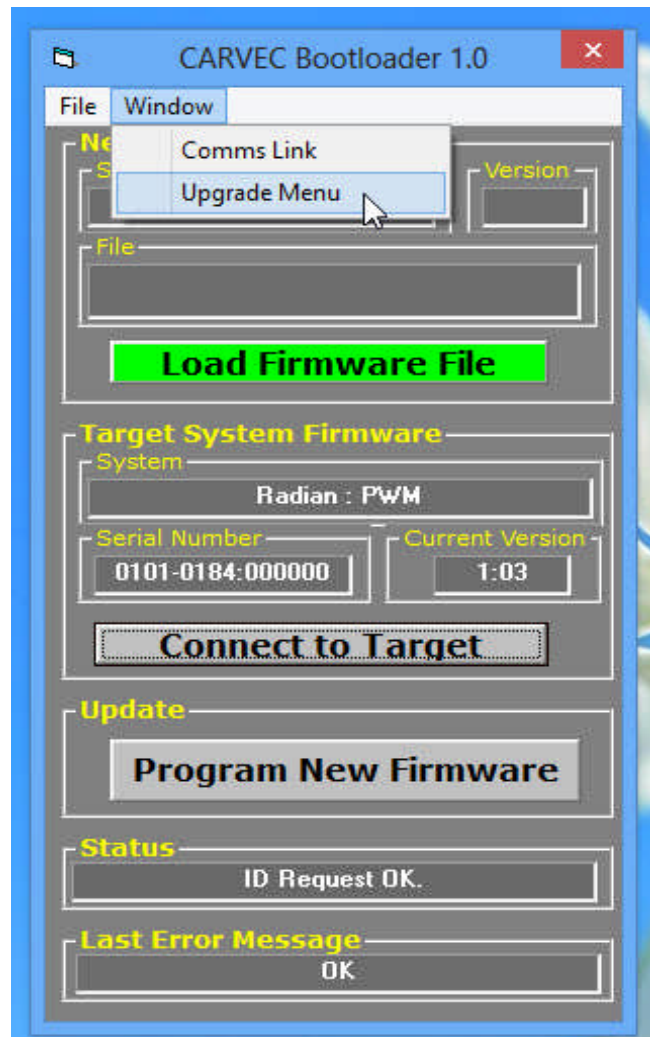 CARVEC Bootloader 1.0
File Window
Comms Link
Upgrade Menu
Version
File
Load Firmware File
Target System Firmware
System
Radian : PWM
Serial Number Current Version
0101-0184:000000 1:03
Connect to Target
Update
Program New Firmware
Status
ID Request OK.
Last Error Message
OK